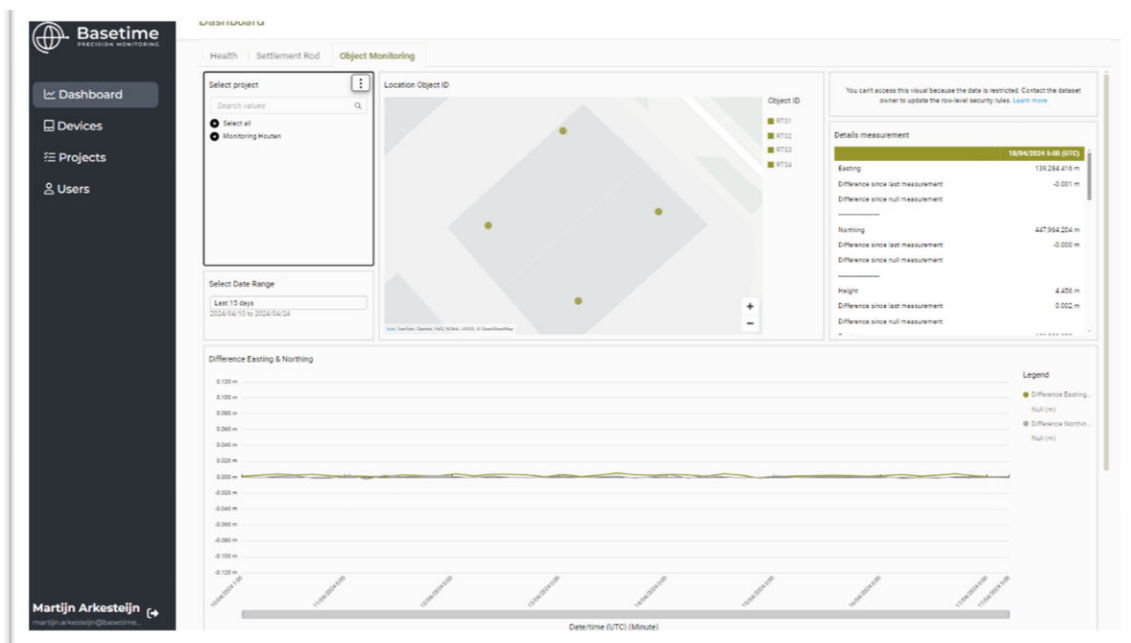 Basetime
PRECISION MONITORING
Dashboard
Devices
Projects
Users
Martijn Arkesteijn
martijn.arkesteijn@basetime...
Dashboard
Health
Settlement Rod
Object Monitoring
Select project
Search values
Select all
Monitoring Houten
Select Date Range
Last 15 days
2024/04/10 to 2024/04/24
Location Object ID
Object ID
RT01
RT02
RT03
RT04
+
−
You can't access this visual because the data is restricted. Contact the dataset
owner to update the row-level security rules. Learn more
Details measurement
18/04/2024 5:00 (UTC)
Easting 139,284.416 m
Difference since last measurement -0.001 m
Difference since null measurement
--------------------
Northing 447,964.204 m
Difference since last measurement -0.000 m
Difference since null measurement
--------------------
Height 4.456 m
Difference since last measurement 0.002 m
Difference since null measurement
Difference Easting & Northing
0.120 m
0.100 m
0.080 m
0.060 m
0.040 m
0.020 m
0.000 m
-0.020 m
-0.040 m
-0.060 m
-0.080 m
-0.100 m
-0.120 m
Date/time (UTC) (Minute)
Legend
Difference Easting...
Null (m)
Difference Northin...
Null (m)